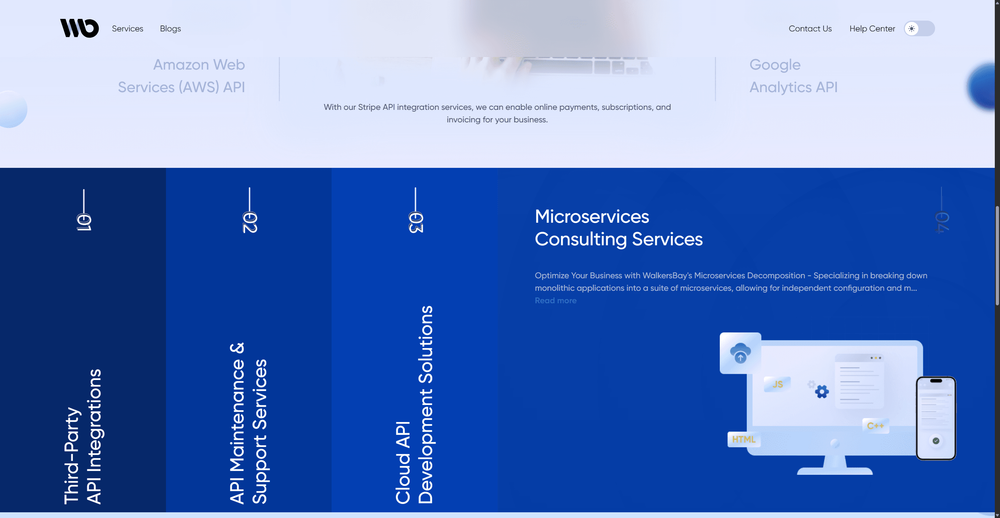 Services
Blogs
Contact Us
Help Center
Amazon Web
Services (AWS) API
Google
Analytics API
With our Stripe API integration services, we can enable online payments, subscriptions, and
invoicing for your business.
01
Third-Party
API Integrations
02
API Maintenance &
Support Services
03
Cloud API
Development Solutions
04
Microservices
Consulting Services
Optimize Your Business with WalkersBay's Microservices Decomposition - Specializing in breaking down
monolithic applications into a suite of microservices, allowing for independent configuration and m...
Read more
JS
C++
HTML